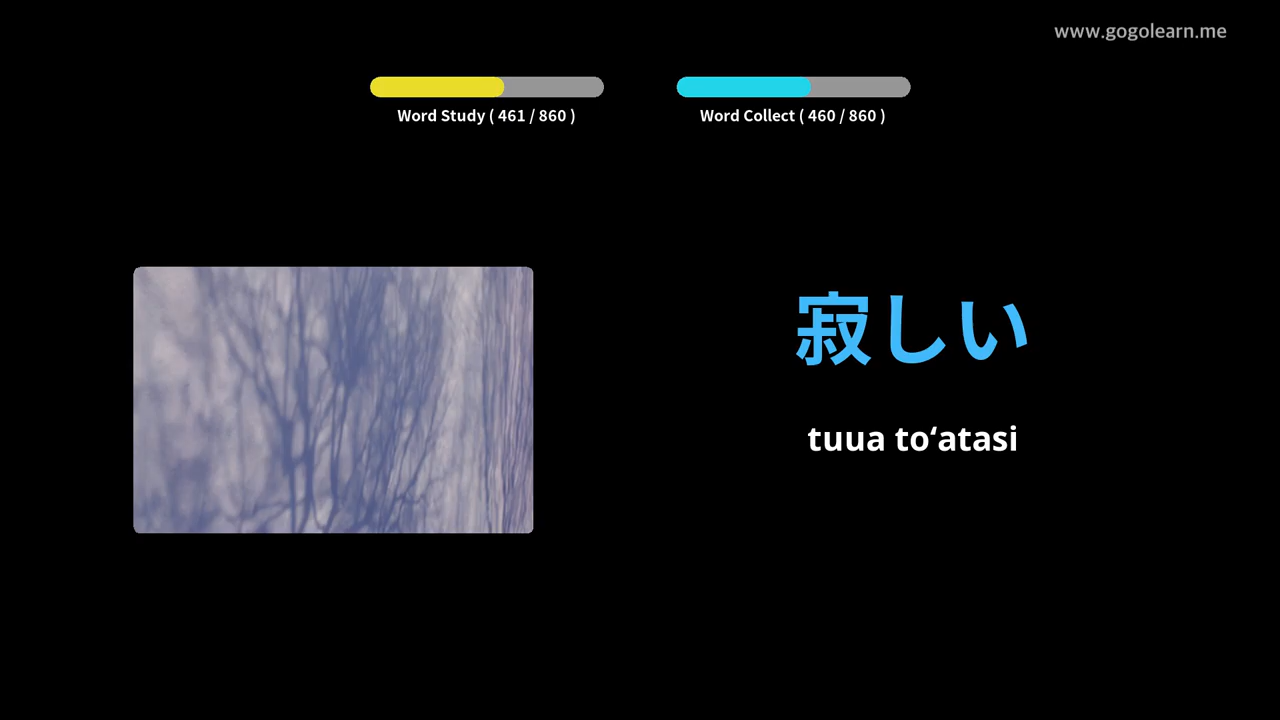 www.gogolearn.me
Word Study ( 461 / 860 )
Word Collect ( 460 / 860 )
寂しい
tuua to‘atasi